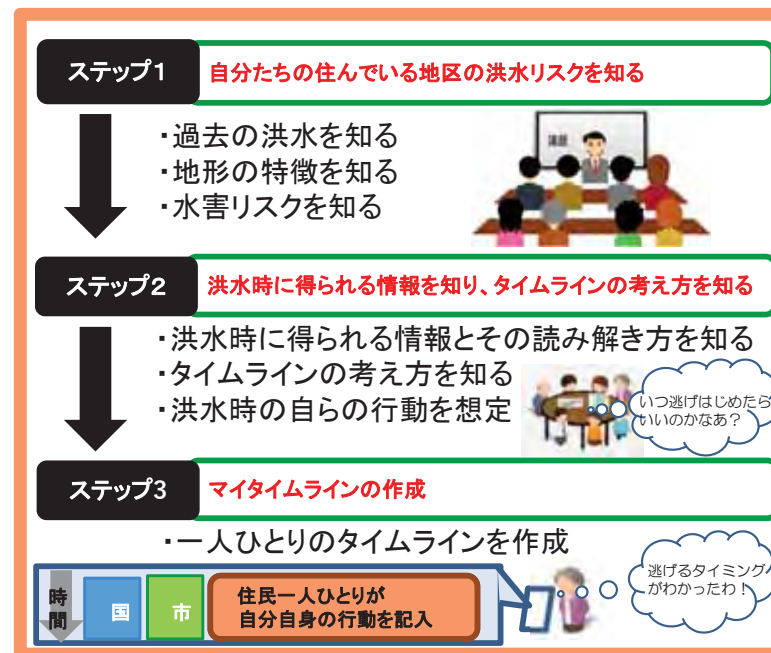 ステップ1
自分たちの住んでいる地区の洪水リスクを知る
・過去の洪水を知る
・地形の特徴を知る
・水害リスクを知る
ステップ2
洪水時に得られる情報を知り、タイムラインの考え方を知る
・洪水時に得られる情報とその読み解き方を知る
・タイムラインの考え方を知る
・洪水時の自らの行動を想定
いつ逃げはじめたら
いいのかなあ?
ステップ3
マイタイムラインの作成
・一人ひとりのタイムラインを作成
時間
国
市
住民一人ひとりが
自分自身の行動を記入
逃げるタイミング
がわかったわ!